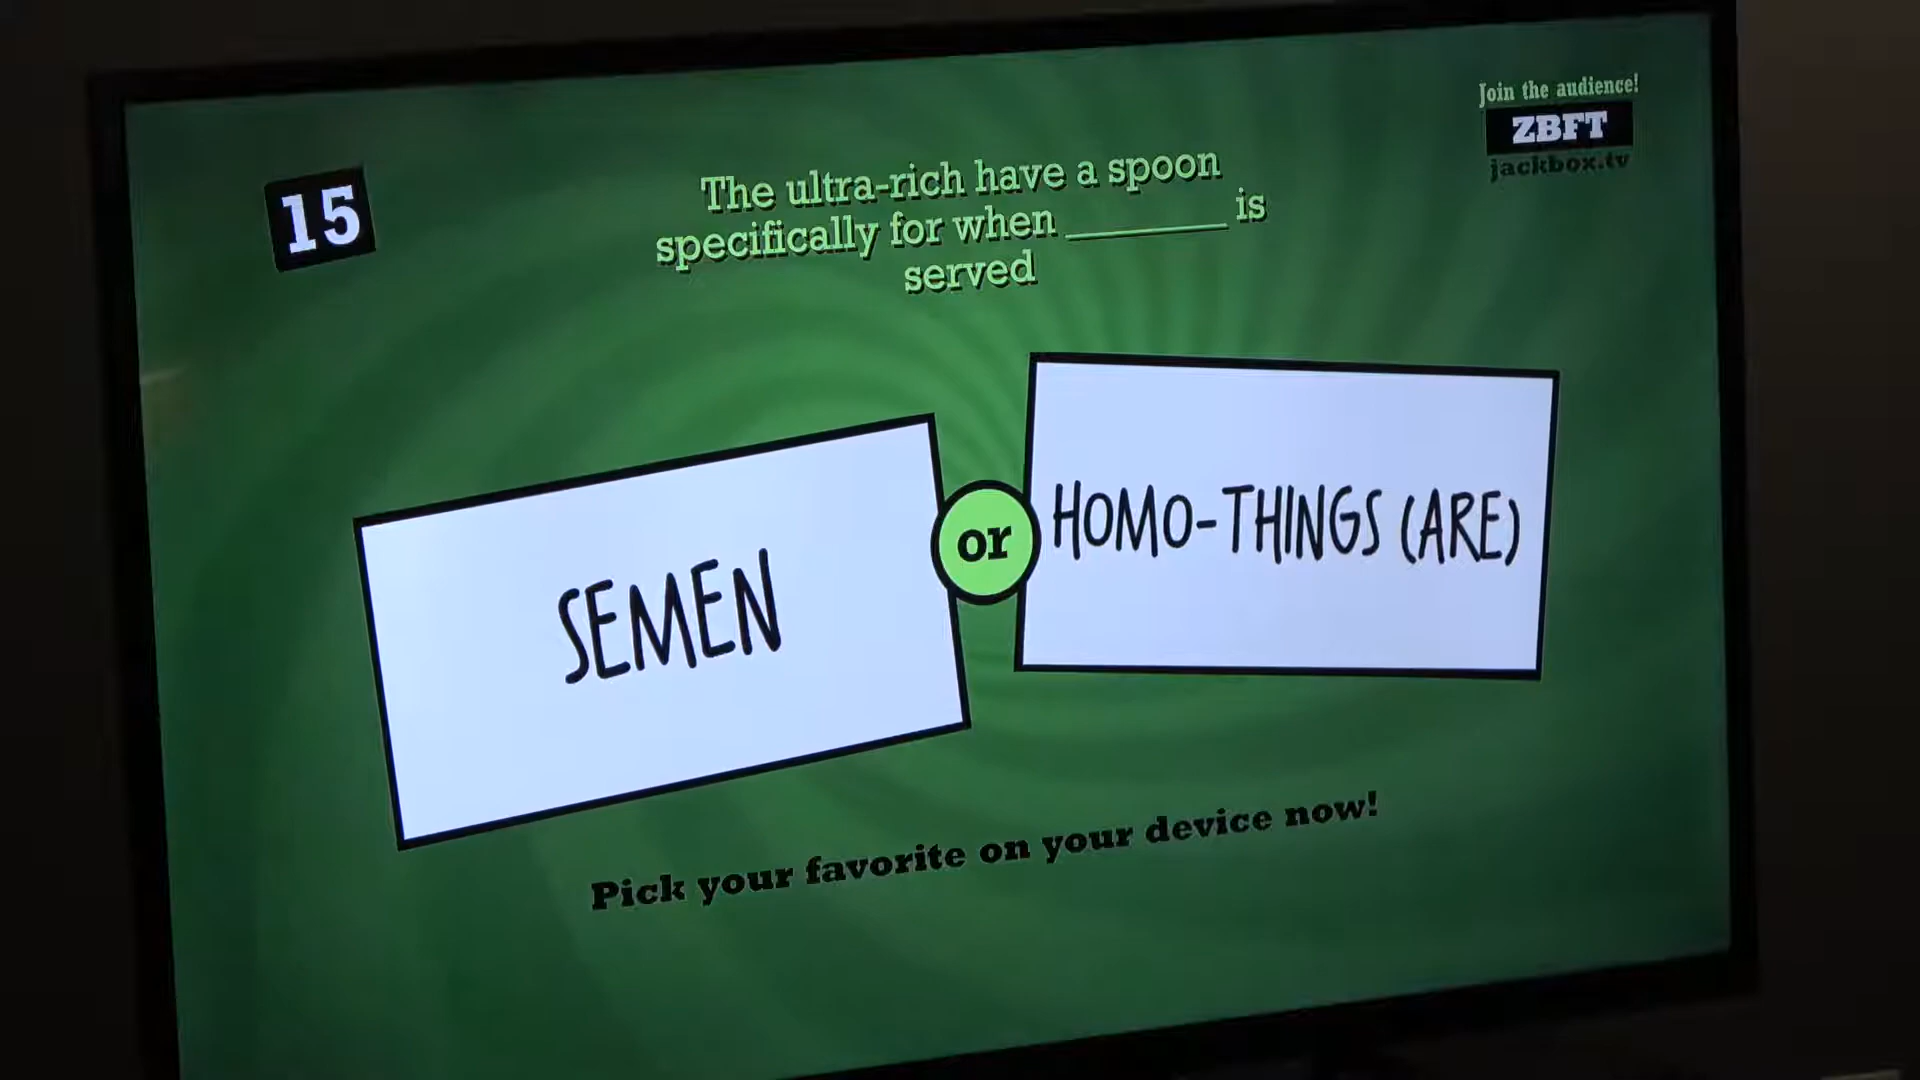 Join the audience!
ZBFT
jackbox.tv
15
The ultra-rich have a spoon
specifically for when ________ is
served
SEMEN
or
HOMO-THINGS (ARE)
Pick your favorite on your device now!